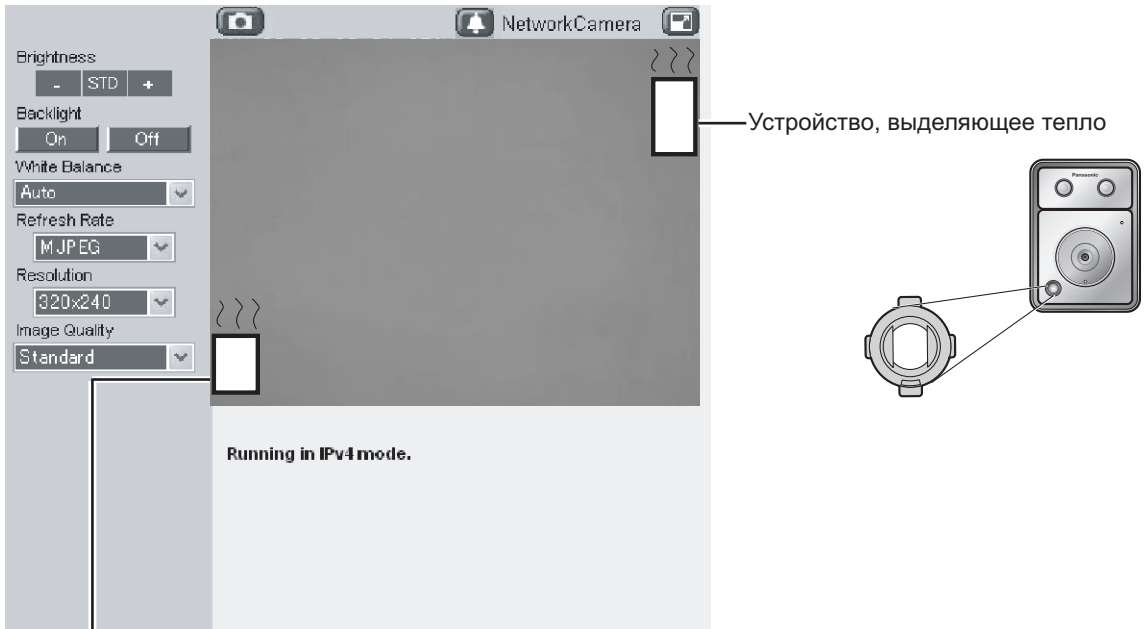 NetworkCamera
Brightness
- STD +
Backlight
On Off
White Balance
Auto
Refresh Rate
MJPEG
Resolution
320x240
Image Quality
Standard
Running in IPv4 mode.
Устройство, выделяющее тепло
Panasonic